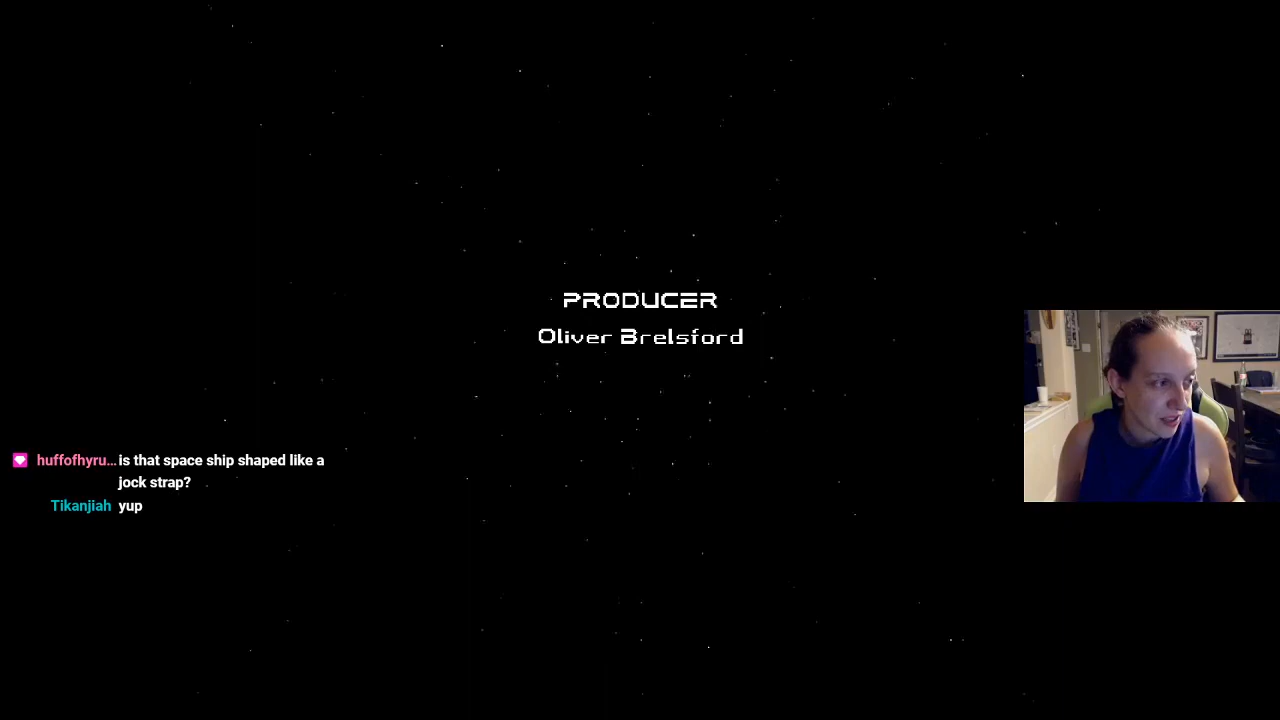 PRODUCER
Oliver Brelsford
huffofhyru... is that space ship shaped like a
jock strap?
Tikanjiah yup